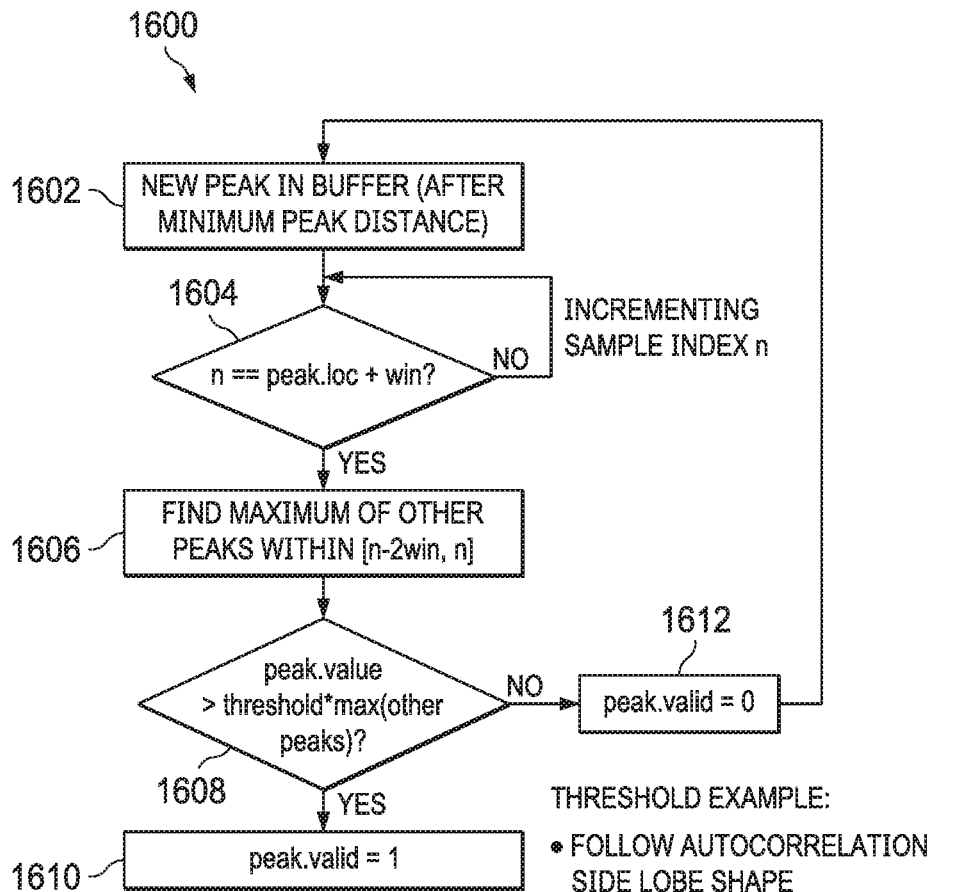 1600
1602
NEW PEAK IN BUFFER (AFTER
MINIMUM PEAK DISTANCE)
1604
n == peak.loc + win?
NO
INCREMENTING
SAMPLE INDEX n
YES
1606
FIND MAXIMUM OF OTHER
PEAKS WITHIN [n-2win, n]
1608
peak.value
> threshold*max(other
peaks)?
NO
1612
peak.valid = 0
YES
1610
peak.valid = 1
THRESHOLD EXAMPLE:
• FOLLOW AUTOCORRELATION
SIDE LOBE SHAPE